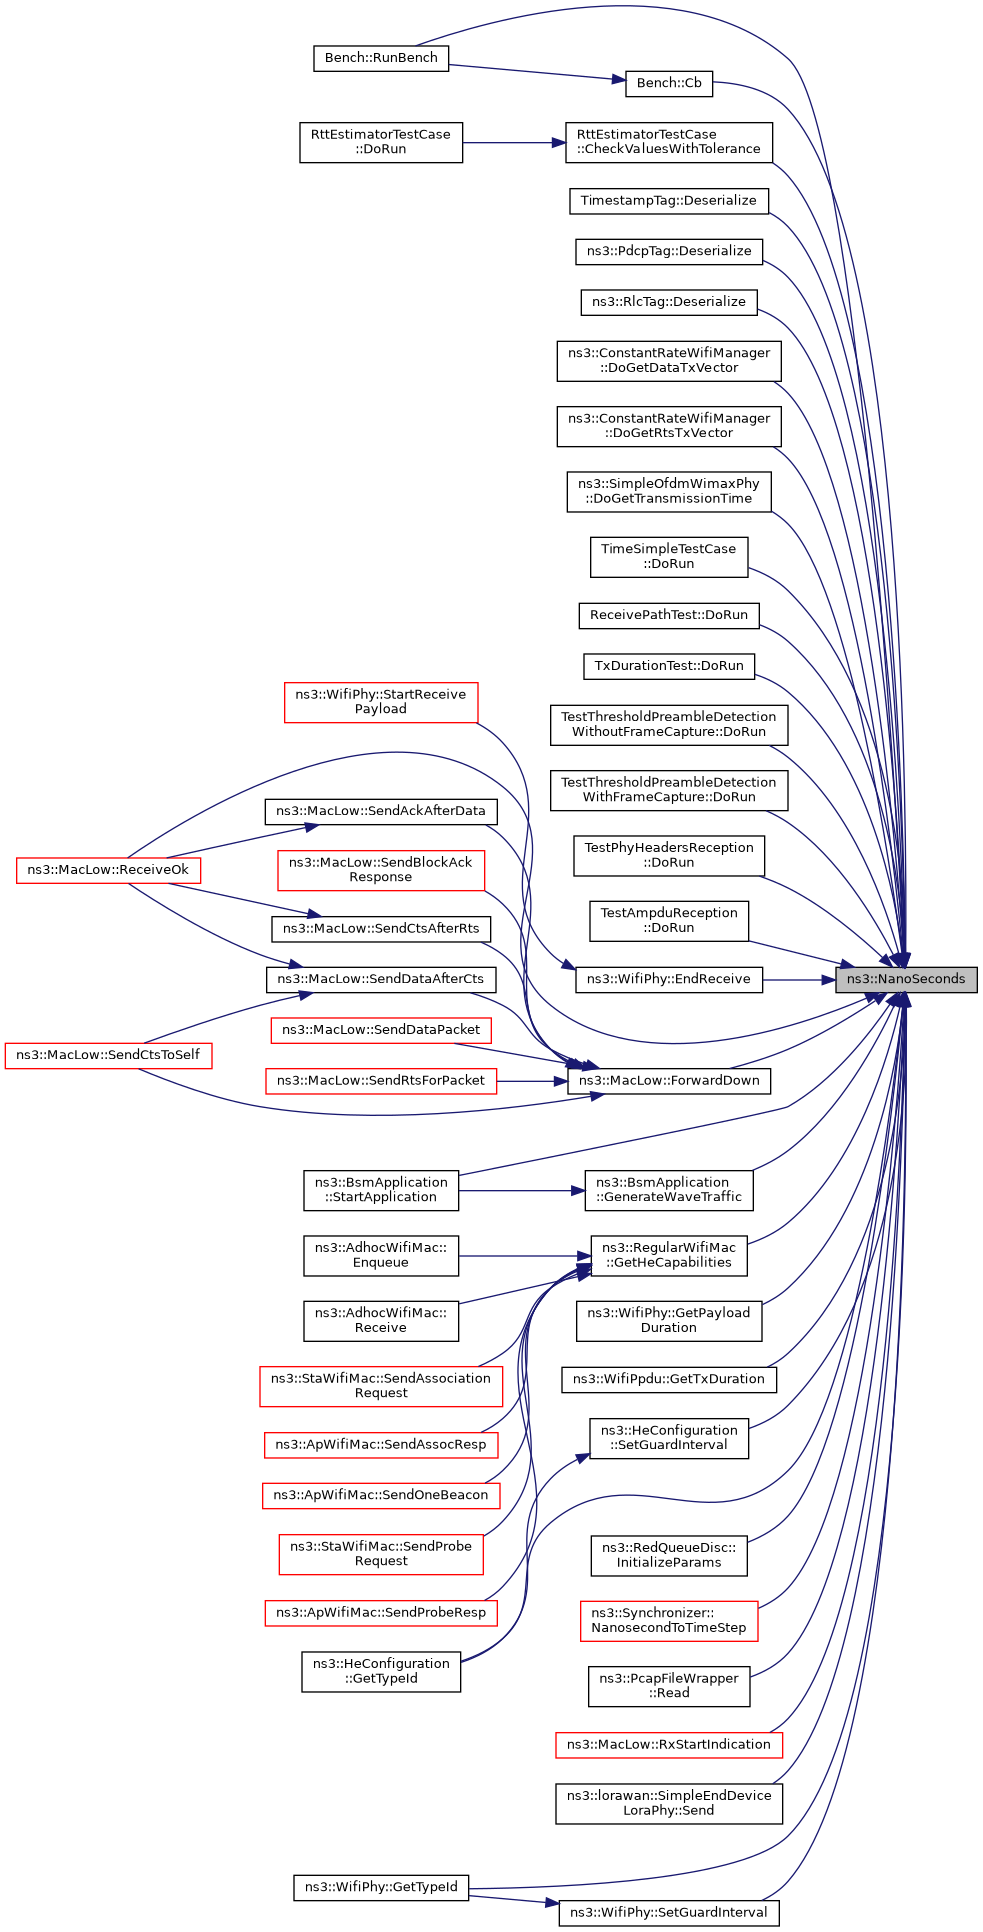 Bench::RunBench
Bench::Cb
RttEstimatorTestCase
::DoRun
RttEstimatorTestCase
::CheckValuesWithTolerance
TimestampTag::Deserialize
ns3::PdcpTag::Deserialize
ns3::RlcTag::Deserialize
ns3::ConstantRateWifiManager
::DoGetDataTxVector
ns3::ConstantRateWifiManager
::DoGetRtsTxVector
ns3::SimpleOfdmWimaxPhy
::DoGetTransmissionTime
TimeSimpleTestCase
::DoRun
ReceivePathTest::DoRun
TxDurationTest::DoRun
ns3::WifiPhy::StartReceive
Payload
TestThresholdPreambleDetection
WithoutFrameCapture::DoRun
TestThresholdPreambleDetection
WithFrameCapture::DoRun
ns3::MacLow::SendAckAfterData
TestPhyHeadersReception
::DoRun
ns3::MacLow::ReceiveOk
ns3::MacLow::SendBlockAck
Response
TestAmpduReception
::DoRun
ns3::MacLow::SendCtsAfterRts
ns3::MacLow::SendDataAfterCts
ns3::WifiPhy::EndReceive
ns3::NanoSeconds
ns3::MacLow::SendDataPacket
ns3::MacLow::SendCtsToSelf
ns3::MacLow::SendRtsForPacket
ns3::MacLow::ForwardDown
ns3::BsmApplication
::StartApplication
ns3::BsmApplication
::GenerateWaveTraffic
ns3::AdhocWifiMac::
Enqueue
ns3::RegularWifiMac
::GetHeCapabilities
ns3::AdhocWifiMac::
Receive
ns3::WifiPhy::GetPayload
Duration
ns3::StaWifiMac::SendAssociation
Request
ns3::WifiPpdu::GetTxDuration
ns3::ApWifiMac::SendAssocResp
ns3::HeConfiguration
::SetGuardInterval
ns3::ApWifiMac::SendOneBeacon
ns3::StaWifiMac::SendProbe
Request
ns3::RedQueueDisc::
InitializeParams
ns3::ApWifiMac::SendProbeResp
ns3::Synchronizer::
NanosecondToTimeStep
ns3::HeConfiguration
::GetTypeId
ns3::PcapFileWrapper
::Read
ns3::MacLow::RxStartIndication
ns3::lorawan::SimpleEndDevice
LoraPhy::Send
ns3::WifiPhy::GetTypeId
ns3::WifiPhy::SetGuardInterval